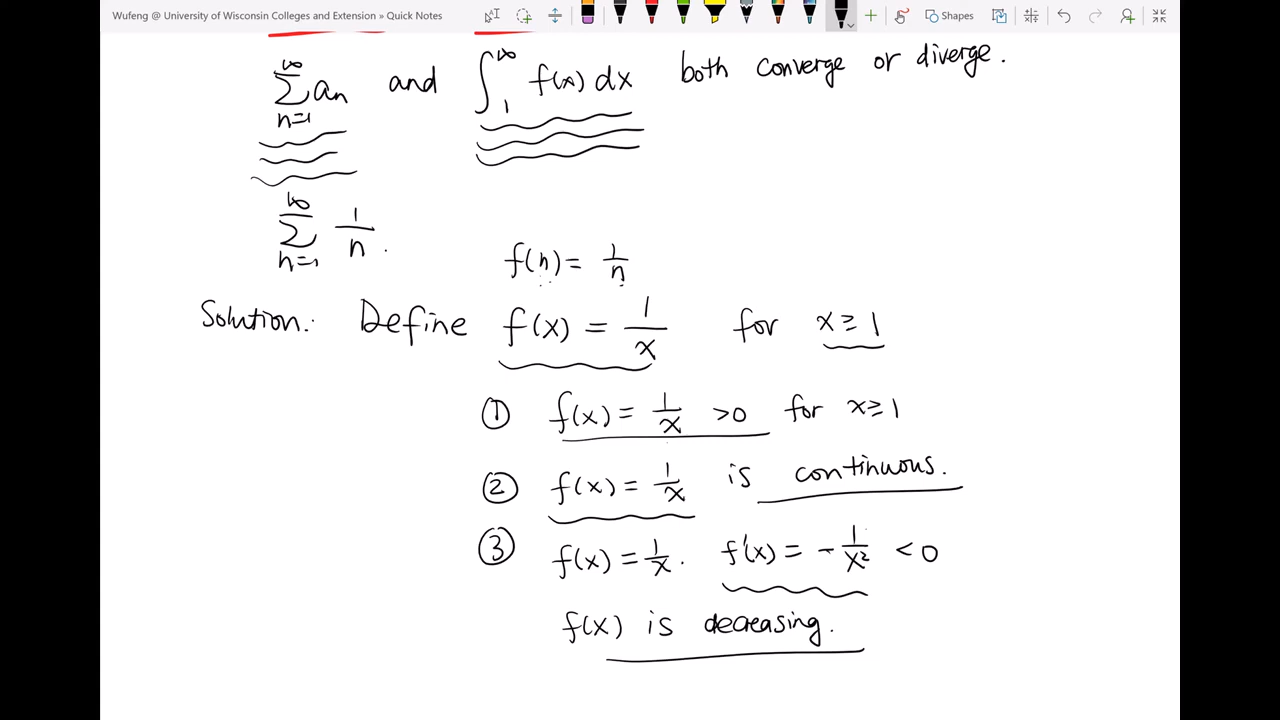 Wufeng @ University of Wisconsin Colleges and Extension » Quick Notes
Shapes
∑_{n=1}^{∞} aₙ and ∫_1^∞ f(x) dx both converge or diverge.
∑_{n=1}^{∞} 1/n.
f(n) = 1/n
Solution: Define f(x) = 1/x for x ≥ 1
① f(x) = 1/x >0 for x ≥ 1
② f(x) = 1/x is continuous.
③ f(x) = 1/x. f'(x) = - 1/x² < 0
f(x) is decreasing.